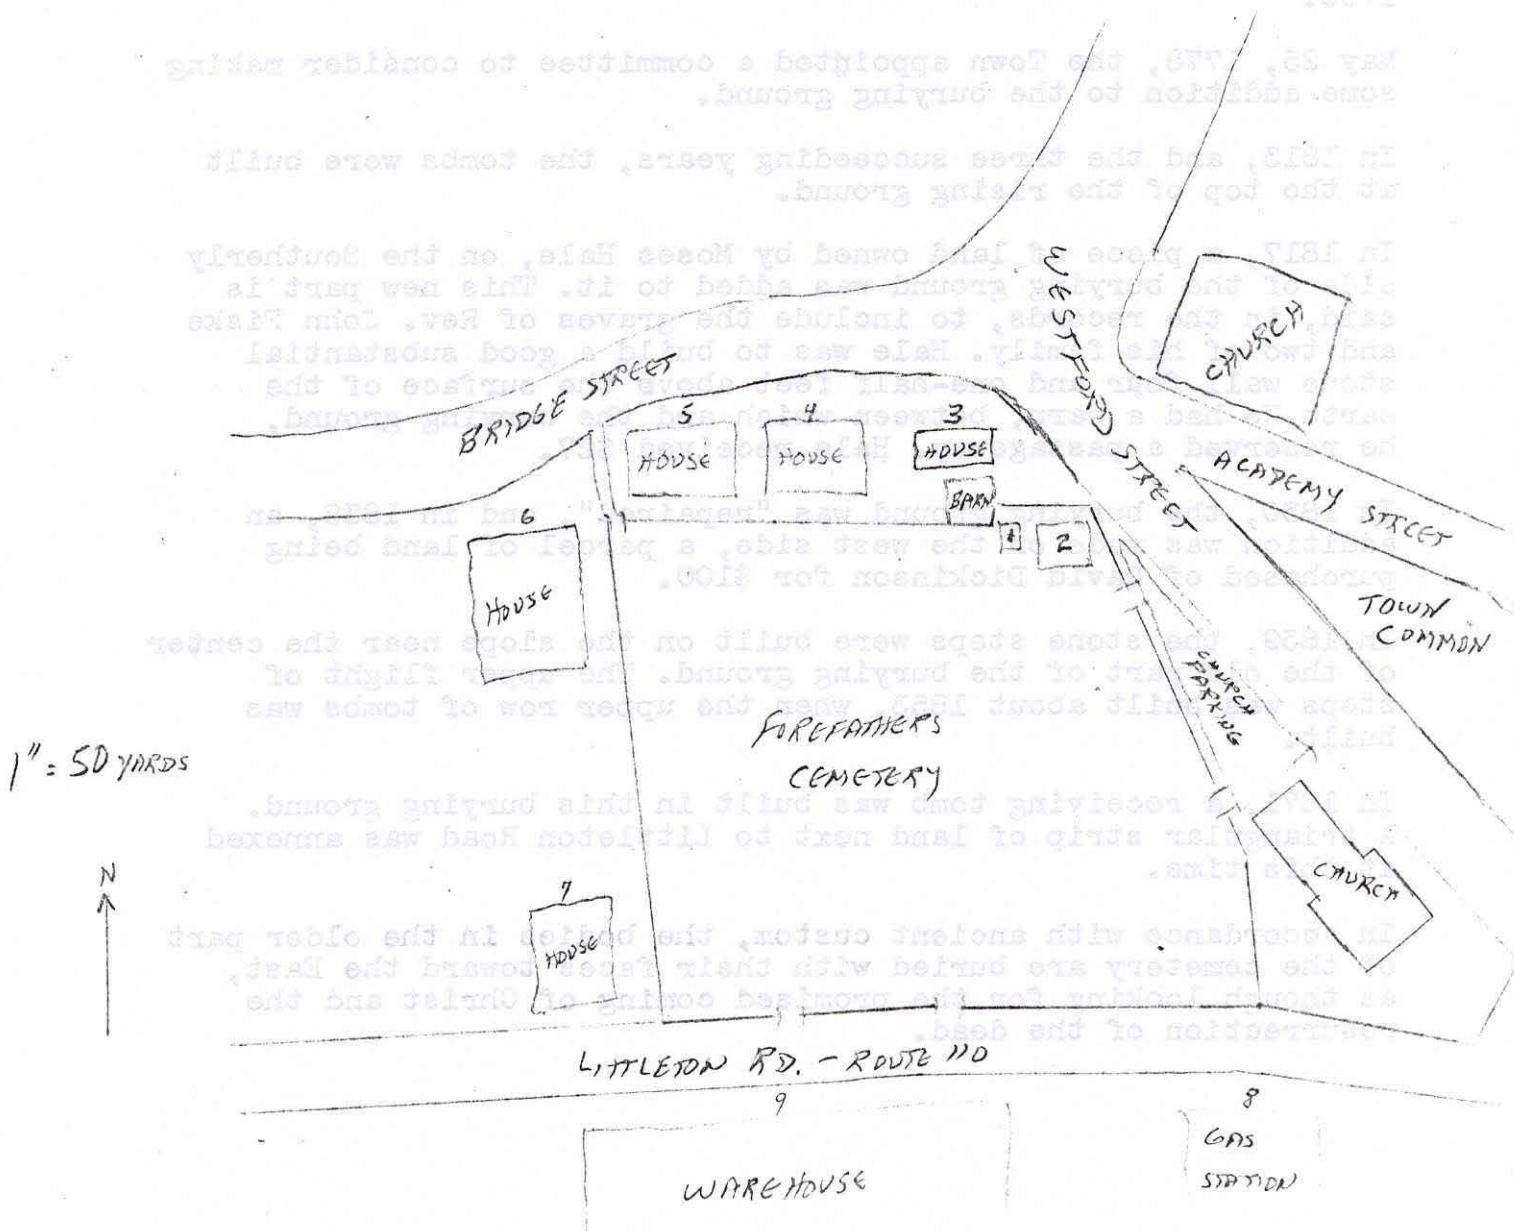 BRIDGE STREET
WESTFORD STREET
CHURCH
5
HOUSE
4
HOUSE
3
HOUSE
BARN
1
2
ACADEMY STREET
TOWN
COMMON
6
HOUSE
CHURCH
PARKING
FOREFATHERS
CEMETERY
1" = 50 YARDS
N
7
HOUSE
CHURCH
LITTLETON RD. - ROUTE 110
9
WAREHOUSE
8
GAS
STATION
May 25, 1778, the Town appointed a committee to consider making
some addition to the burying ground.
In 1813, and the three succeeding years, the tombs were built
at the top of the rising ground.
In 1817, a piece of land owned by Moses Hale, on the Southerly
side of the burying ground was added to it. This new part is
said, in the records, to include the graves of Rev. John Fiske
and two of his family. Hale was to build a good substantial
stone wall four and one-half feet above the surface of the
earth. He had a barn, between which and the burying ground,
he reserved a passageway. Hale received
the burying ground was "repaired", and in an
addition was made on the west side, a parcel of land being
purchased of David Dickinson for $100.
In 1839, the stone steps were built on the slope near the center
of the old part of the burying ground. The upper flight of
steps was built about 1853, when the upper row of tombs was
built.
In a receiving tomb was built in this burying ground.
A triangular strip of land next to Littleton Road was annexed
at this time.
In accordance with ancient custom, the bodies in the older part
of the cemetery are buried with their faces toward the East,
as though looking for the promised coming of Christ and the
resurrection of the dead.